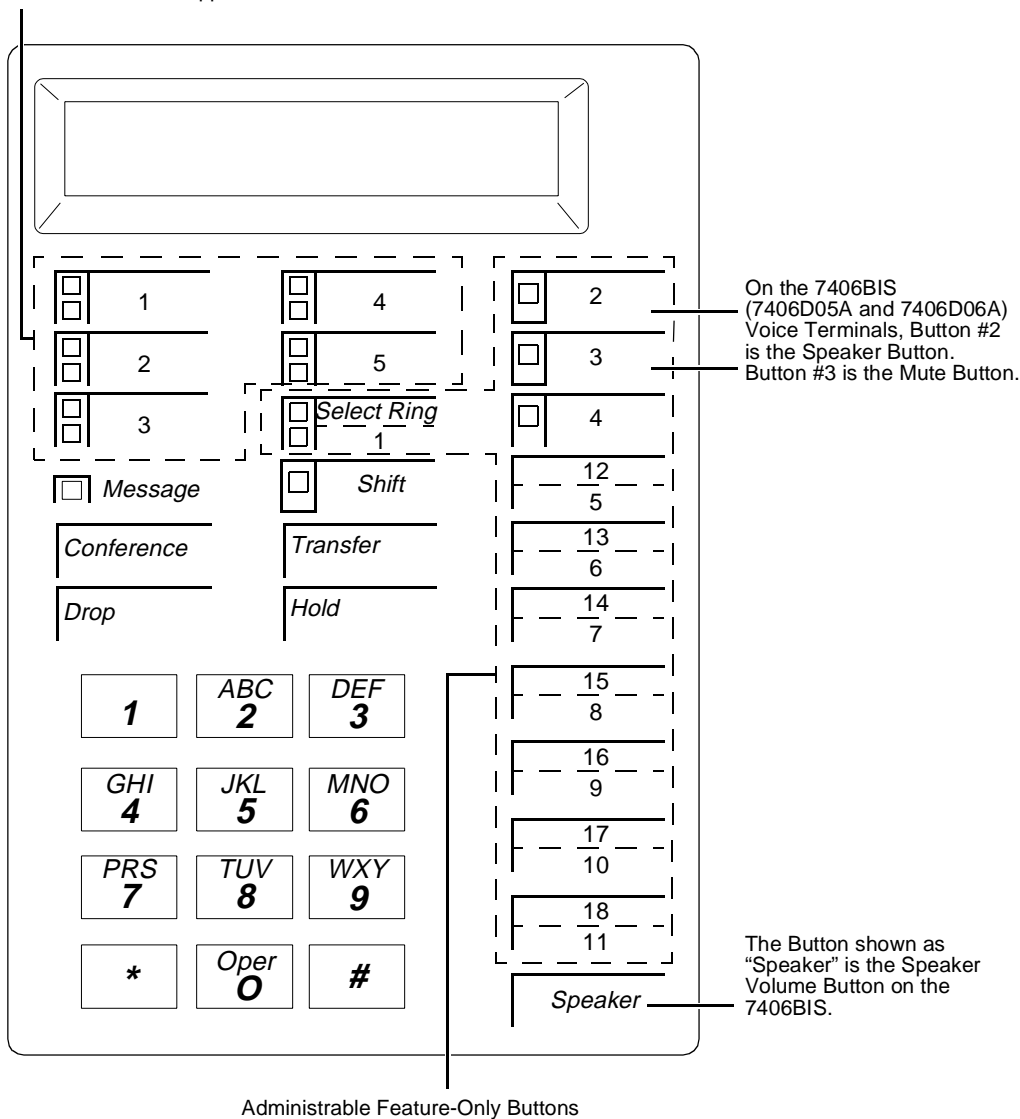 1
4
2
2
5
3
3
Select Ring
1
4
Message
Shift
12
5
Conference
Transfer
13
6
Drop
Hold
14
7
1
ABC
2
DEF
3
15
8
GHI
4
JKL
5
MNO
6
16
9
PRS
7
TUV
8
WXY
9
17
10
*
Oper
O
#
18
11
Speaker
On the 7406BIS
(7406D05A and 7406D06A)
Voice Terminals, Button #2
is the Speaker Button.
Button #3 is the Mute Button.
The Button shown as
“Speaker” is the Speaker
Volume Button on the
7406BIS.
Administrable Feature-Only Buttons